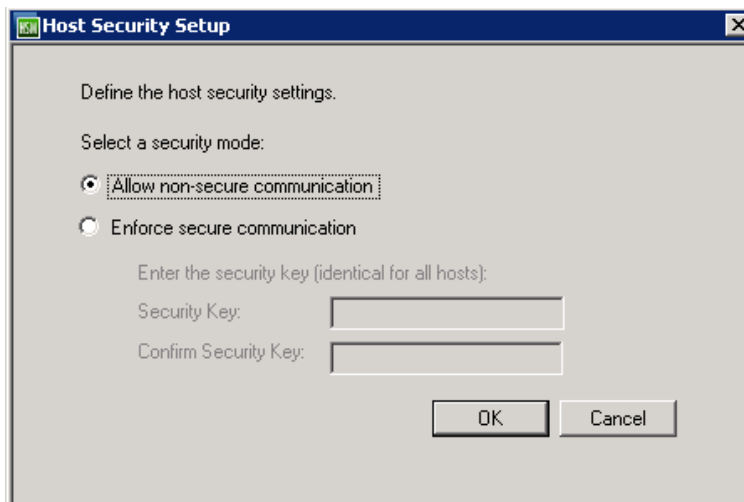 HSM Host Security Setup
Define the host security settings.
Select a security mode:
Allow non-secure communication
Enforce secure communication
Enter the security key (identical for all hosts):
Security Key:
Confirm Security Key:
OK Cancel